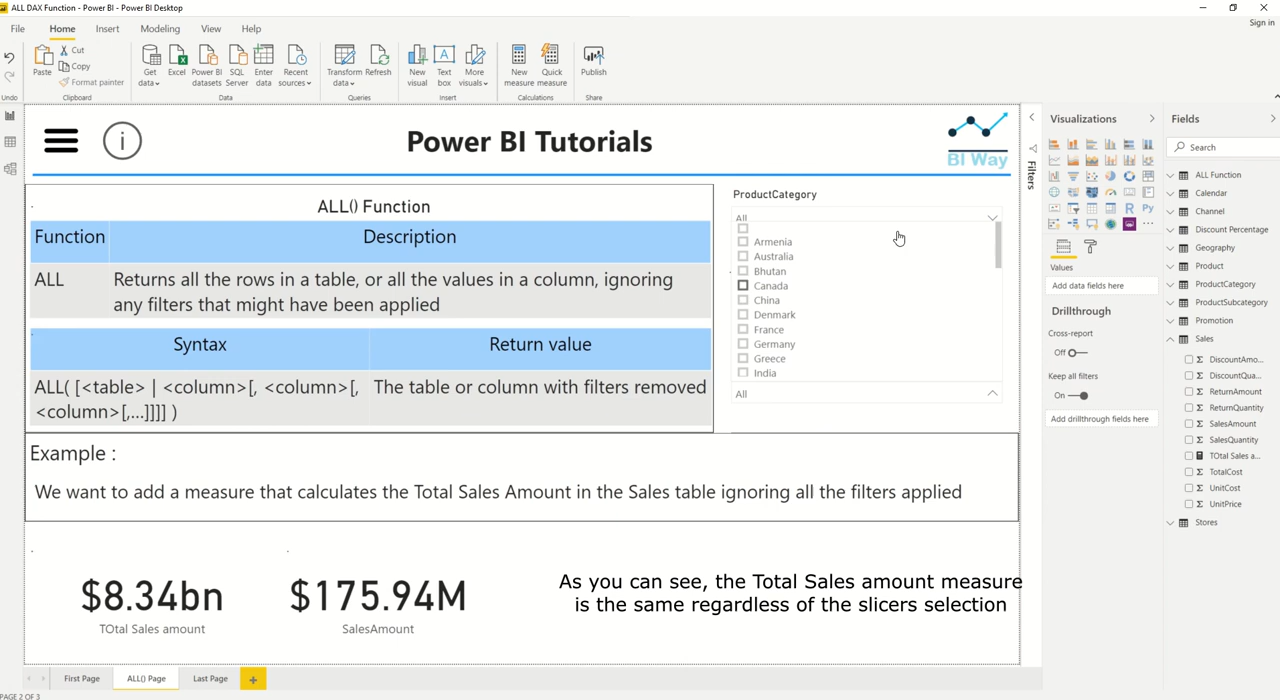 ALL DAX Function - Power BI - Power BI Desktop
Sign in
File Home Insert Modeling View Help
Cut
Copy
Format painter
Paste
Get data
Excel
Power BI datasets
SQL Server
Enter data
Recent sources
Transform data
Refresh
New visual
Text box
More visuals
New measure
Quick measure
Publish
Undo Clipboard Data Queries Insert Calculations Share
Power BI Tutorials
BI Way
ALL() Function
Function Description
ALL Returns all the rows in a table, or all the values in a column, ignoring
any filters that might have been applied
Syntax Return value
ALL( [<table> | <column>[, <column>[, The table or column with filters removed
<column>[,...]]]] )
ProductCategory
All
Armenia
Australia
Bhutan
Canada
China
Denmark
France
Germany
Greece
India
All
Example :
We want to add a measure that calculates the Total Sales Amount in the Sales table ignoring all the filters applied
$8.34bn
TOtal Sales amount
$175.94M
SalesAmount
As you can see, the Total Sales amount measure
is the same regardless of the slicers selection
Filters
Visualizations
Values
Add data fields here
Drillthrough
Cross-report
Off
Keep all filters
On
Add drillthrough fields here
Fields
Search
ALL Function
Calendar
Channel
Discount Percentage
Geography
Product
ProductCategory
ProductSubcategory
Promotion
Sales
DiscountAmo...
DiscountQua...
ReturnAmount
ReturnQuantity
SalesAmount
SalesQuantity
TOtal Sales a...
TotalCost
UnitCost
UnitPrice
Stores
First Page ALL() Page Last Page
PAGE 2 OF 3